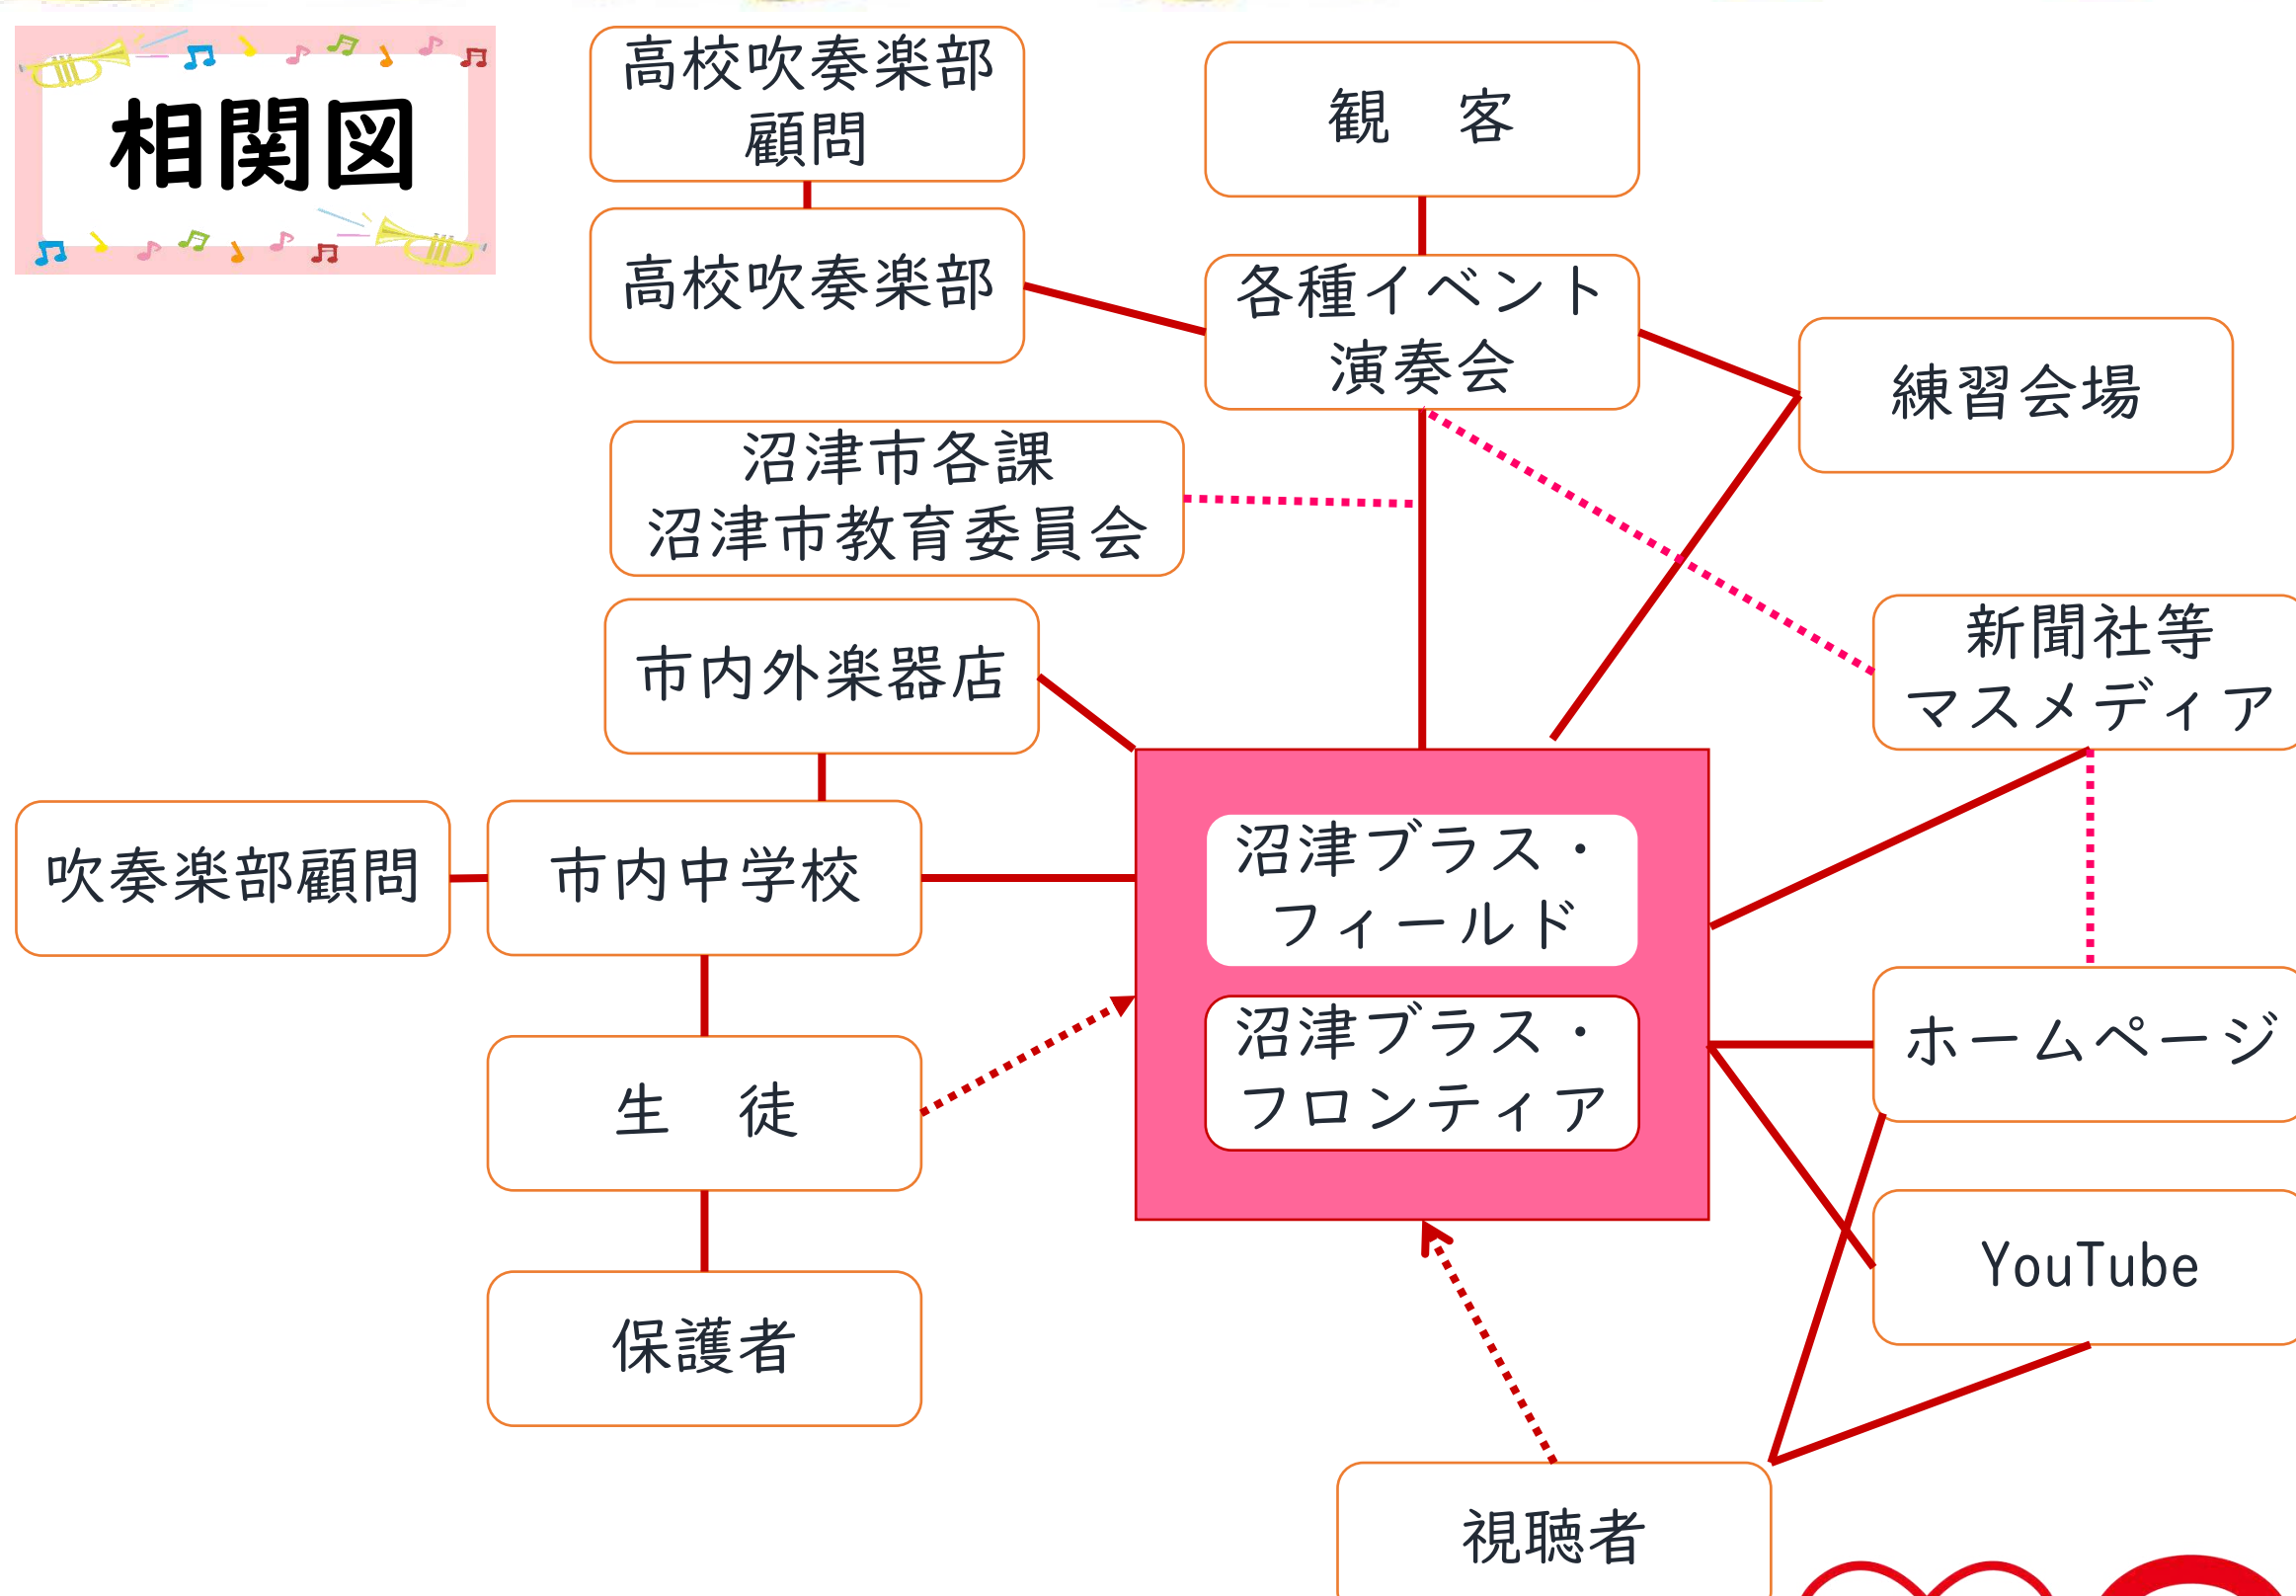 相関図
高校吹奏楽部
顧問
観　客
高校吹奏楽部
各種イベント
演奏会
練習会場
沼津市各課
沼津市教育委員会
新聞社等
マスメディア
市内外楽器店
吹奏楽部顧問
市内中学校
沼津ブラス・
フィールド
沼津ブラス・
フロンティア
ホームページ
生　徒
YouTube
保護者
視聴者